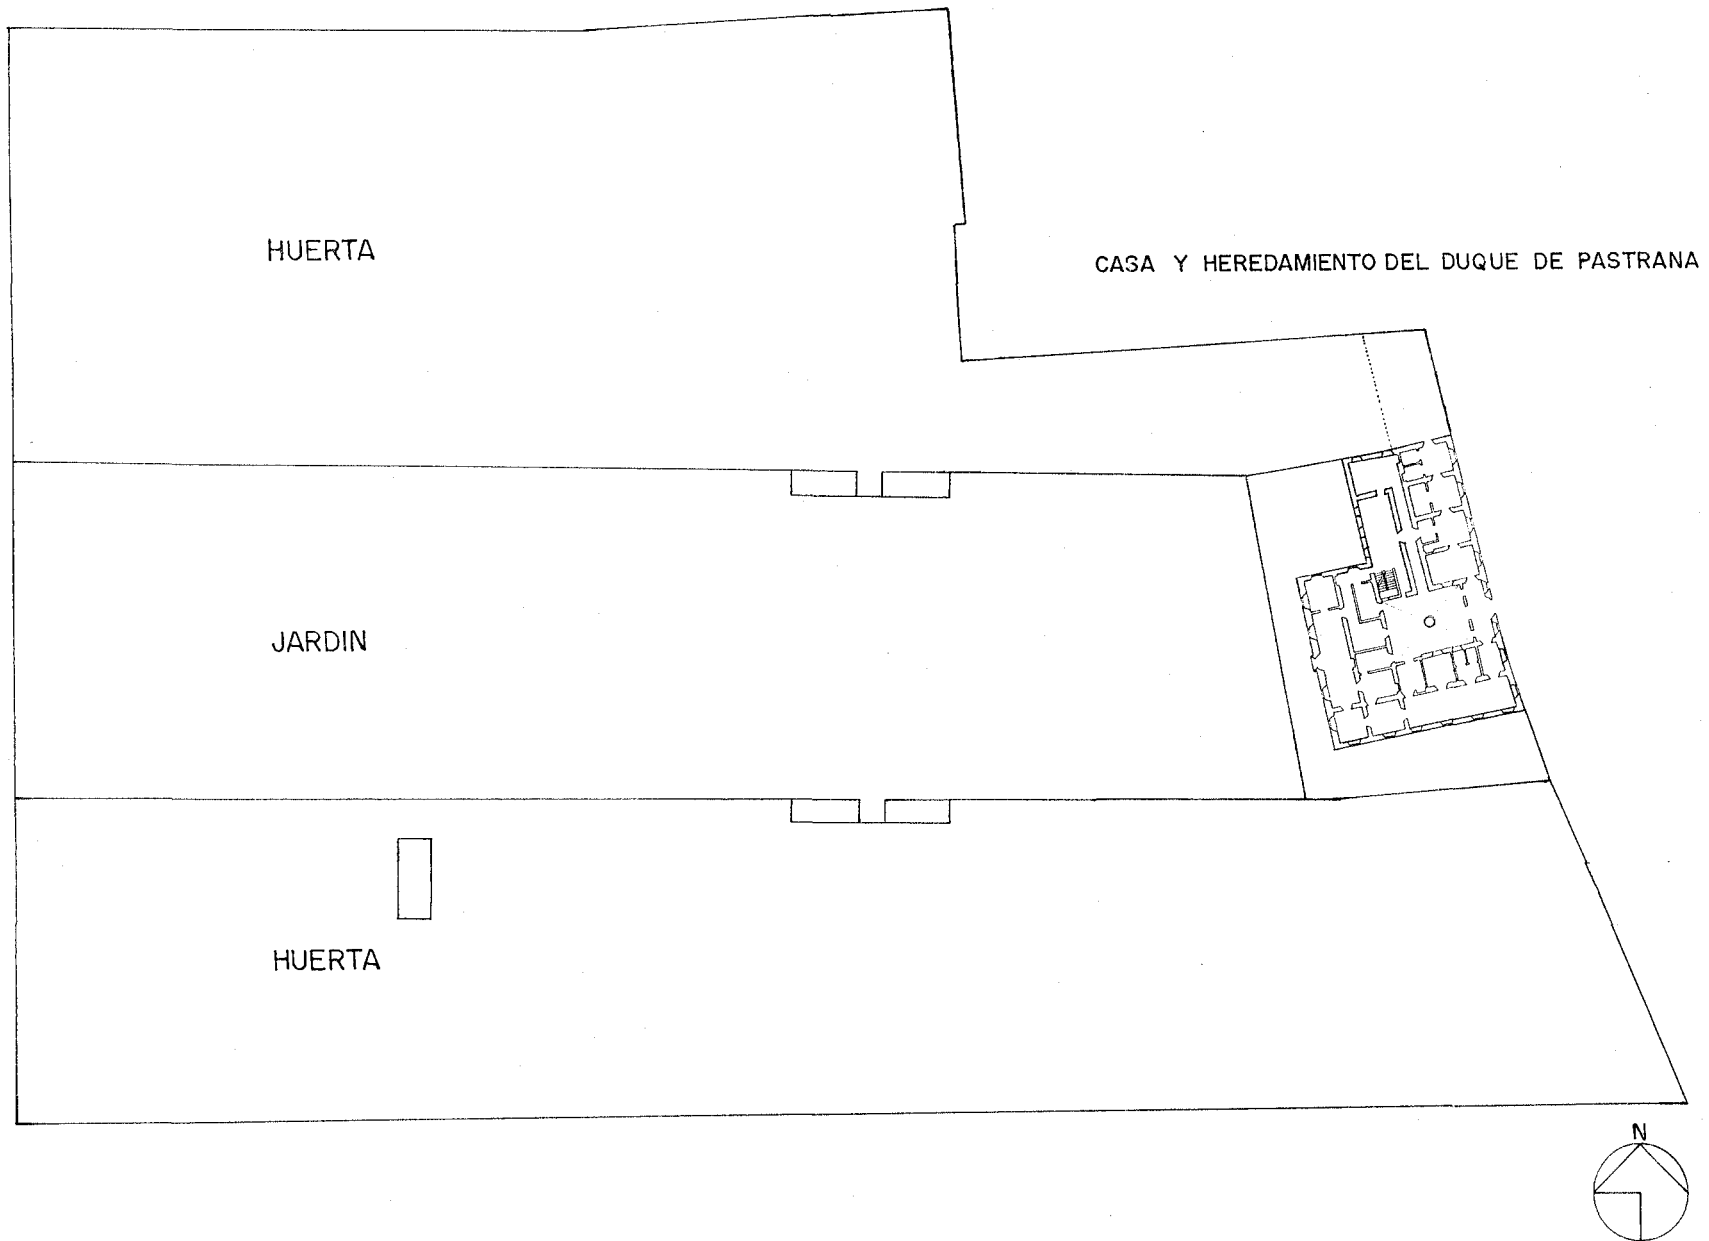 HUERTA
CASA Y HEREDAMIENTO DEL DUQUE DE PASTRANA
JARDIN
HUERTA
N